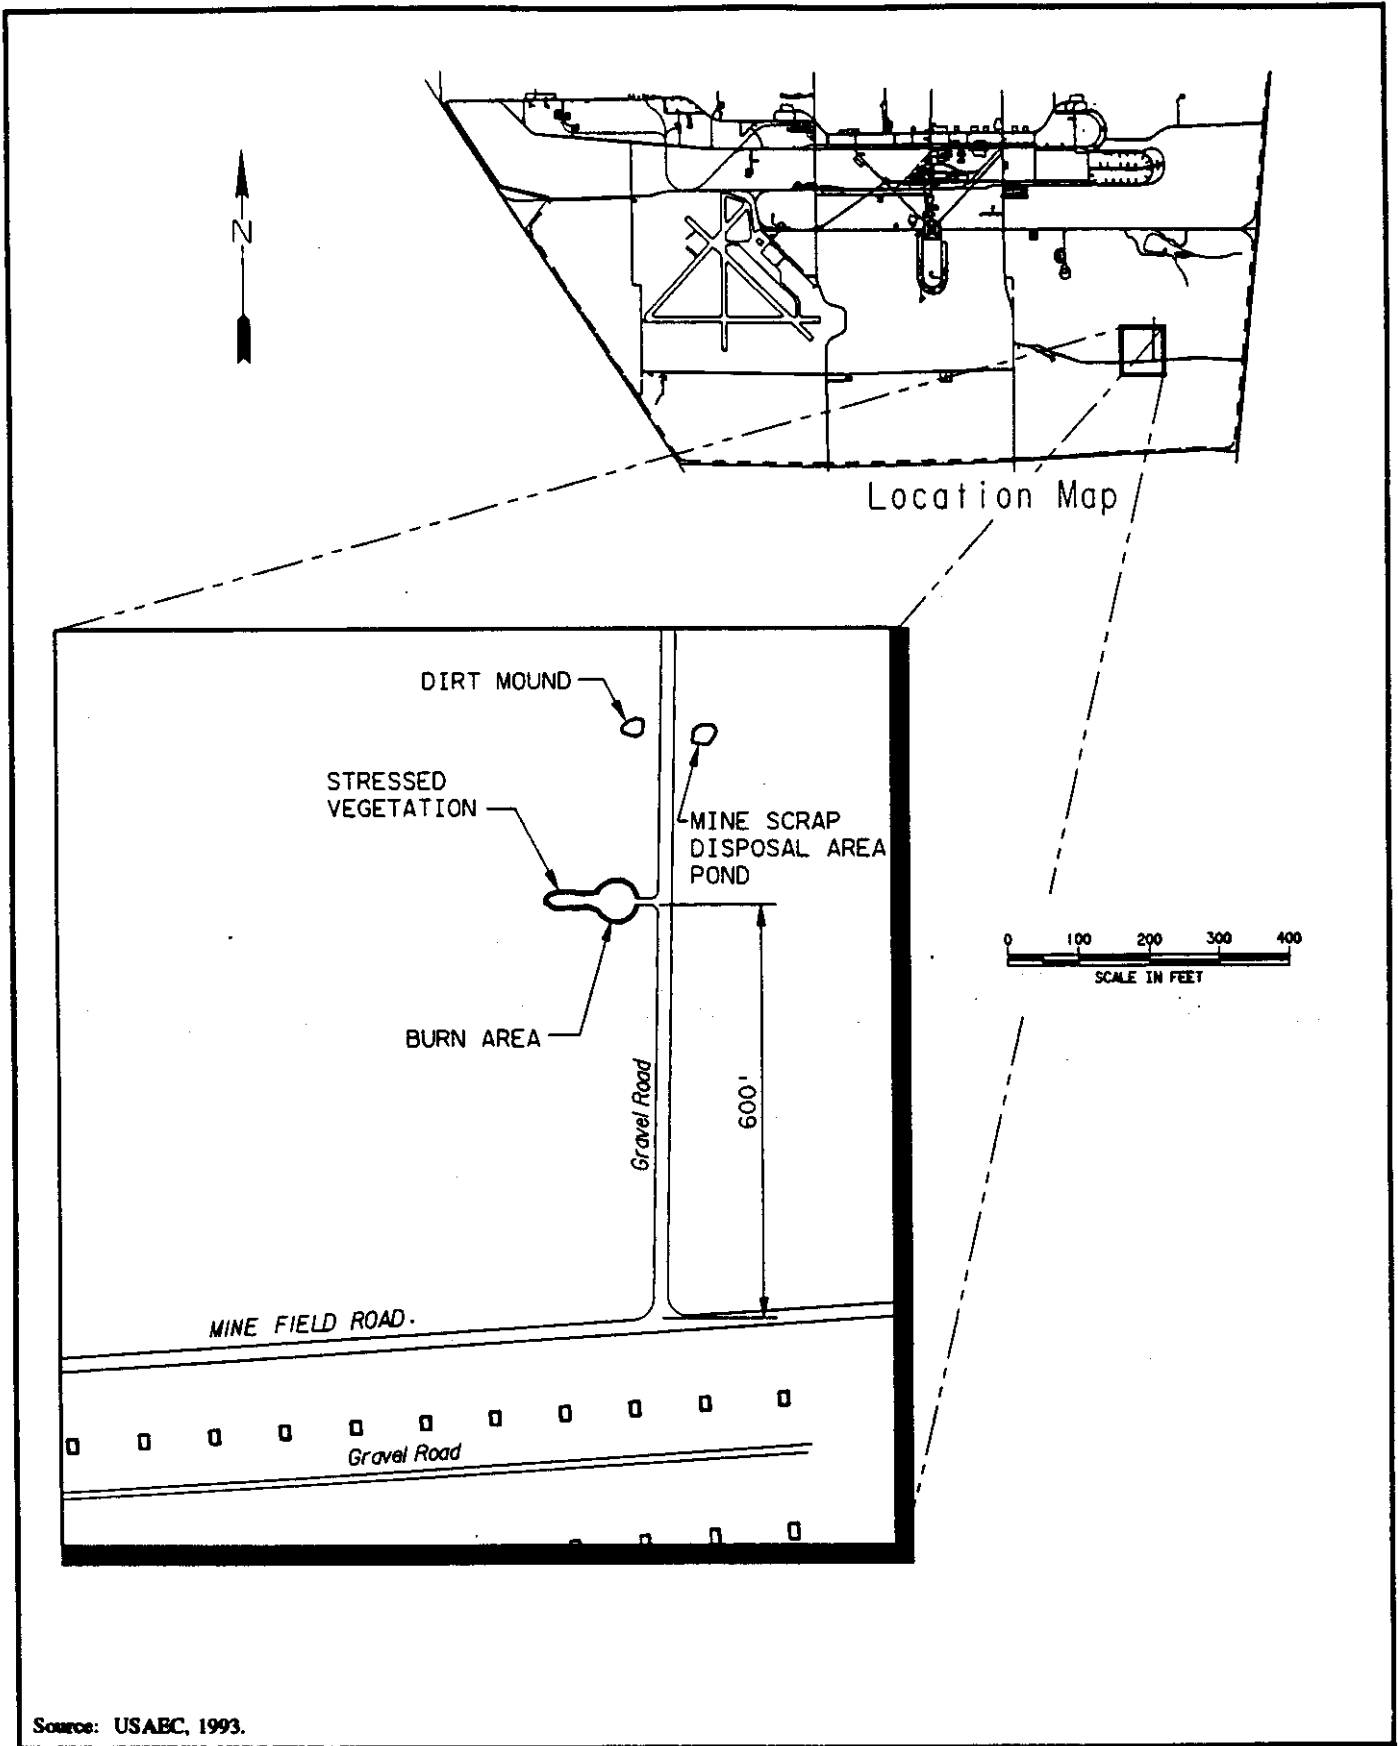 N
Location Map
DIRT MOUND
STRESSED
VEGETATION
MINE SCRAP
DISPOSAL AREA
POND
BURN AREA
0 100 200 300 400
SCALE IN FEET
Gravel Road
600'
MINE FIELD ROAD.
Gravel Road
Source: USAEC, 1993.